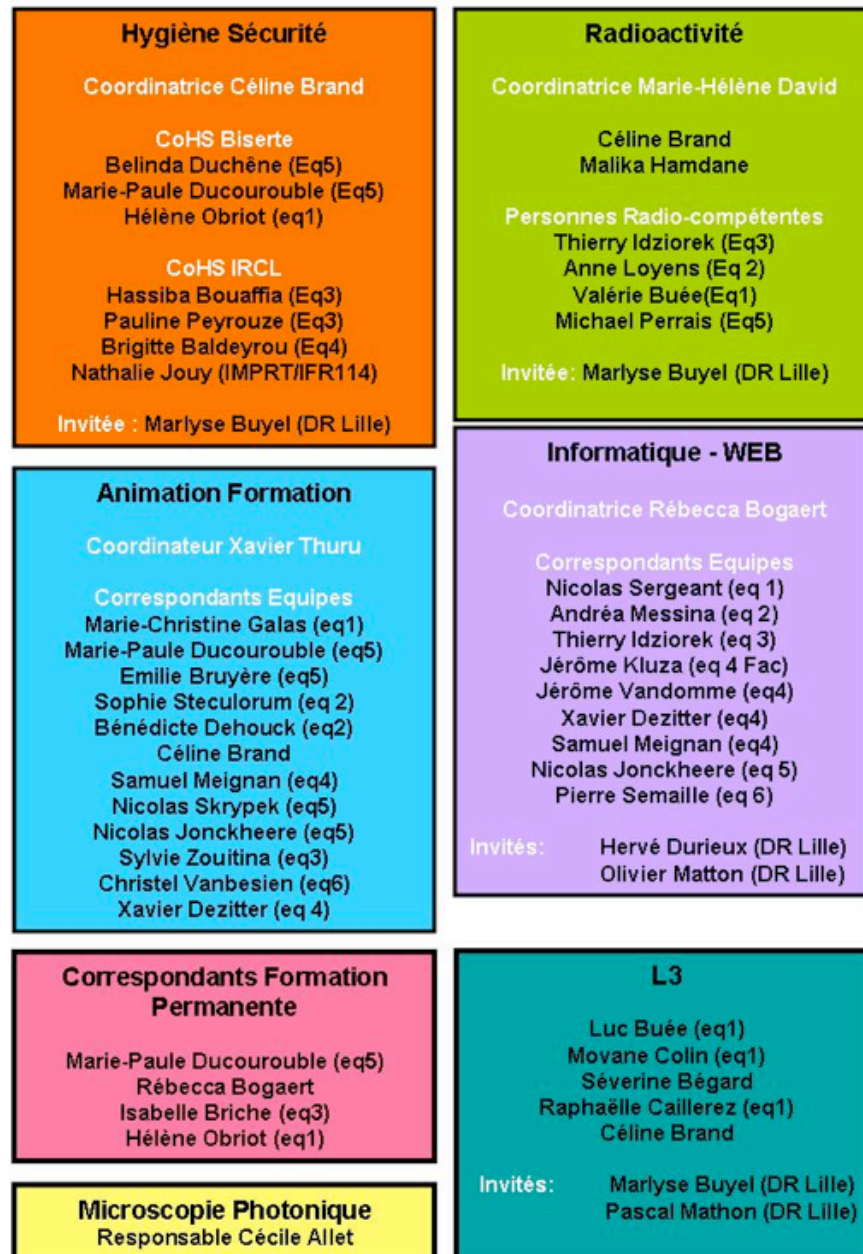 Hygiène Sécurité
Coordinatrice Céline Brand
CoHS Biserte
Belinda Duchêne (Eq5)
Marie-Paule Ducourouble (Eq5)
Hélène Obriot (eq1)
CoHS IRCL
Hassiba Bouaffia (Eq3)
Pauline Peyrouze (Eq3)
Brigitte Baldeyrou (Eq4)
Nathalie Jouy (IMPRT/IFR114)
Invitée : Marlyse Buyel (DR Lille)
Radioactivité
Coordinatrice Marie-Hélène David
Céline Brand
Malika Hamdane
Personnes Radio-compétentes
Thierry Idziorek (Eq3)
Anne Loyens (Eq 2)
Valérie Buée(Eq1)
Michael Perrais (Eq5)
Invitée: Marlyse Buyel (DR Lille)
Animation Formation
Coordinateur Xavier Thuru
Correspondants Equipes
Marie-Christine Galas (eq1)
Marie-Paule Ducourouble (eq5)
Emilie Bruyère (eq5)
Sophie Steculorum (eq 2)
Bénédicte Dehouck (eq2)
Céline Brand
Samuel Meignan (eq4)
Nicolas Skrypek (eq5)
Nicolas Jonckheere (eq5)
Sylvie Zouitina (eq3)
Christel Vanbesien (eq6)
Xavier Dezitter (eq 4)
Informatique - WEB
Coordinatrice Rébecca Bogaert
Correspondants Equipes
Nicolas Sergeant (eq 1)
Andréa Messina (eq 2)
Thierry Idziorek (eq 3)
Jérôme Kluza (eq 4 Fac)
Jérôme Vandomme (eq4)
Xavier Dezitter (eq4)
Samuel Meignan (eq4)
Nicolas Jonckheere (eq 5)
Pierre Semaille (eq 6)
Invités: Hervé Durieux (DR Lille)
Olivier Matton (DR Lille)
Correspondants Formation
Permanente
Marie-Paule Ducourouble (eq5)
Rébecca Bogaert
Isabelle Briche (eq3)
Hélène Obriot (eq1)
L3
Luc Buée (eq1)
Movane Colin (eq1)
Séverine Bégard
Raphaëlle Caillerez (eq1)
Céline Brand
Invités: Marlyse Buyel (DR Lille)
Pascal Mathon (DR Lille)
Microscopie Photonique
Responsable Cécile Allet